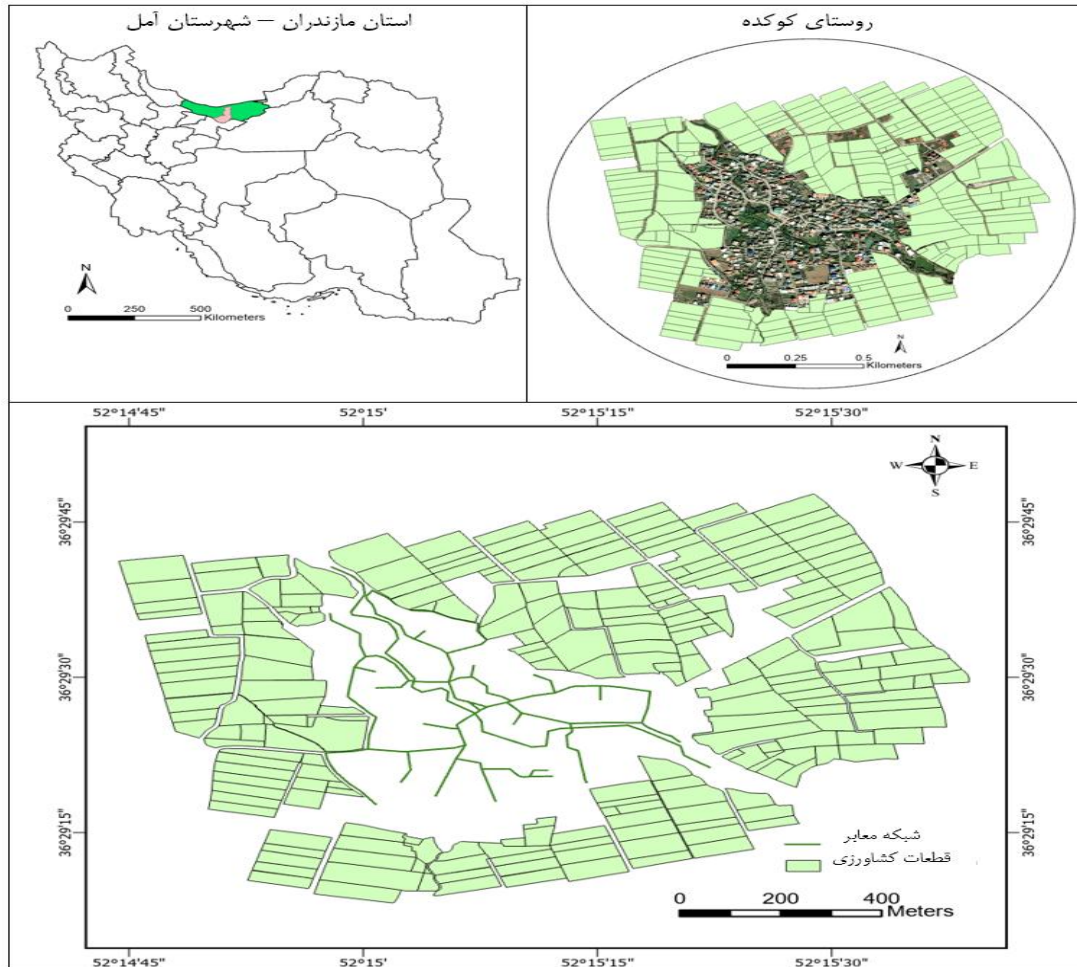 استان مازندران – شهرستان آمل
روستای کوکده
N
0 250 500
Kilometers
N
0 0.25 0.5
Kilometers
52°14'45" 52°15' 52°15'15" 52°15'30"
N
W E
S
36°29'45" 36°29'45"
36°29'30" 36°29'30"
36°29'15" 36°29'15"
شبکه معابر
قطعات کشاورزی
0 200 400
Meters
52°14'45" 52°15' 52°15'15" 52°15'30"